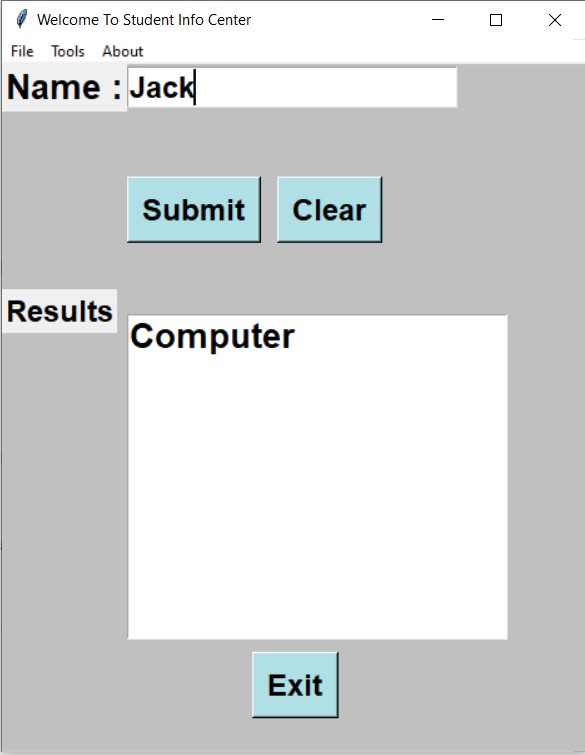 Welcome To Student Info Center
File Tools About
Name : Jack
Submit Clear
Results
Computer
Exit